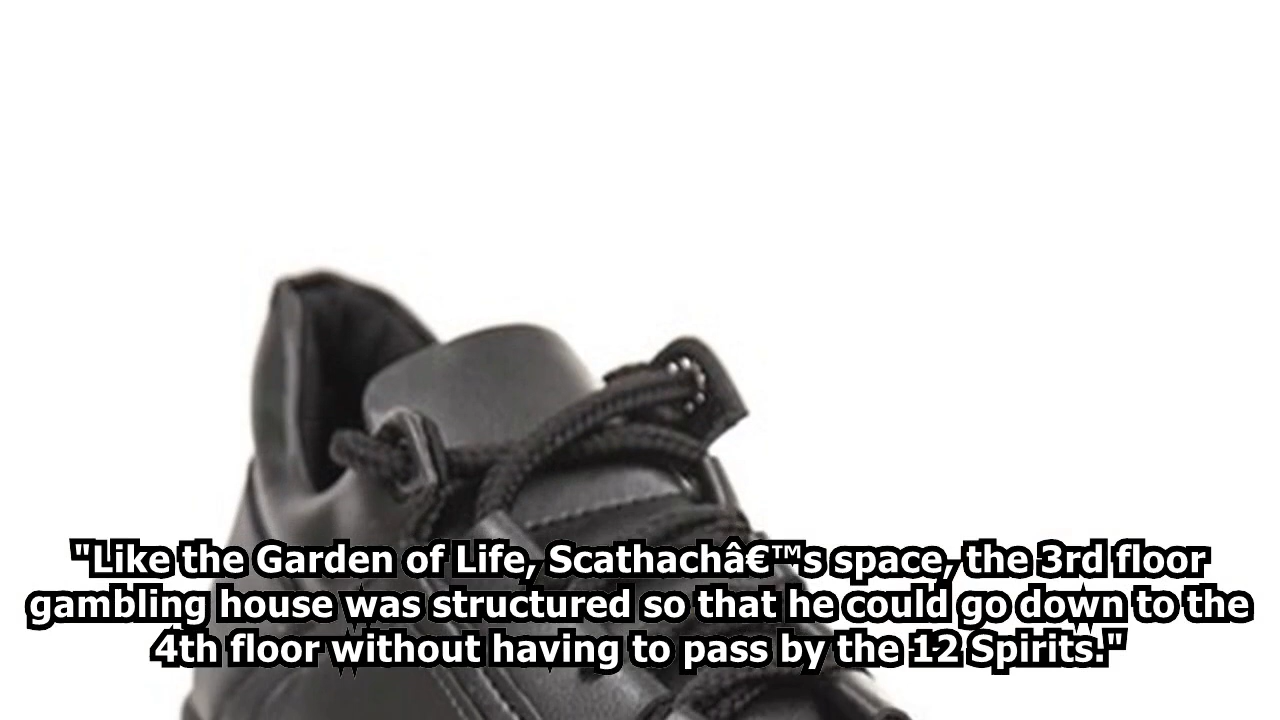 "Like the Garden of Life, Scathachâ€™s space, the 3rd floor
gambling house was structured so that he could go down to the
4th floor without having to pass by the 12 Spirits."